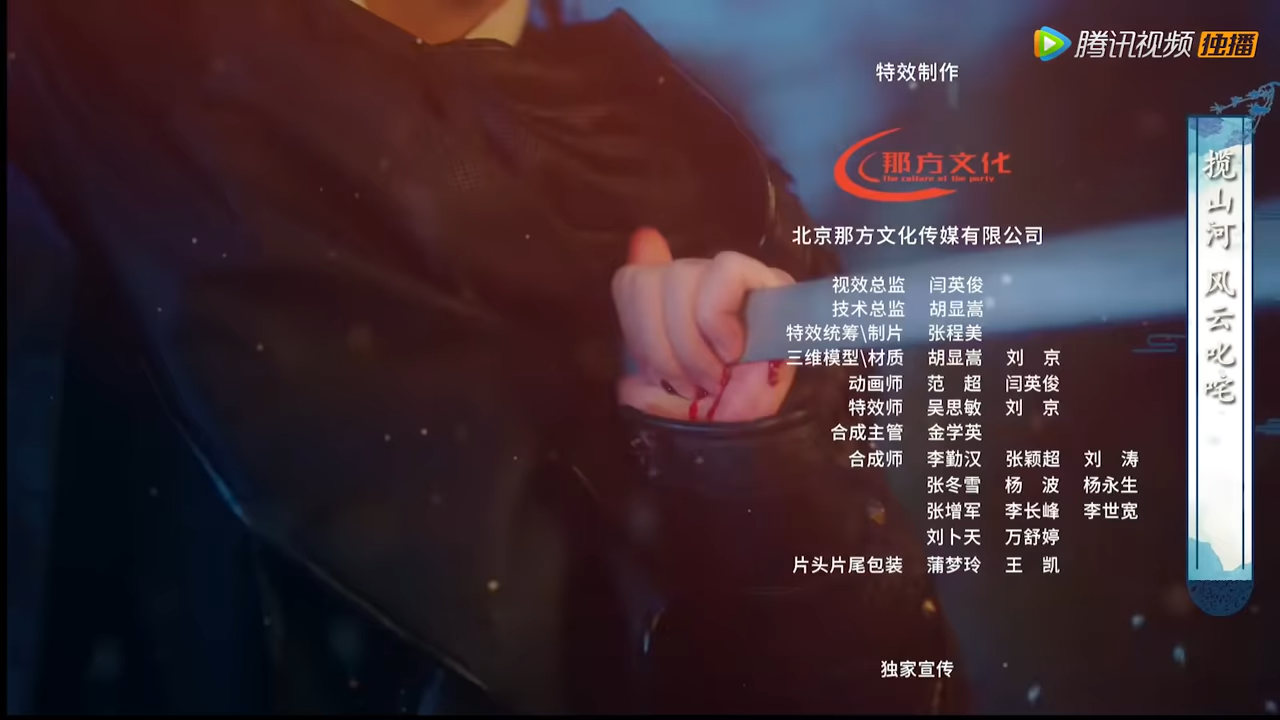 腾讯视频 独播
特效制作
那方文化
The culture of the party
北京那方文化传媒有限公司
视效总监 闫英俊
技术总监 胡显嵩
特效统筹\制片 张程美
三维模型\材质 胡显嵩 刘 京
动画师 范 超 闫英俊
特效师 吴思敏 刘 京
合成主管 金学英
合成师 李勤汉 张颖超 刘 涛
张冬雪 杨 波 杨永生
张增军 李长峰 李世宽
刘卜天 万舒婷
片头片尾包装 蒲梦玲 王 凯
独家宣传
揽山河 风云叱咤